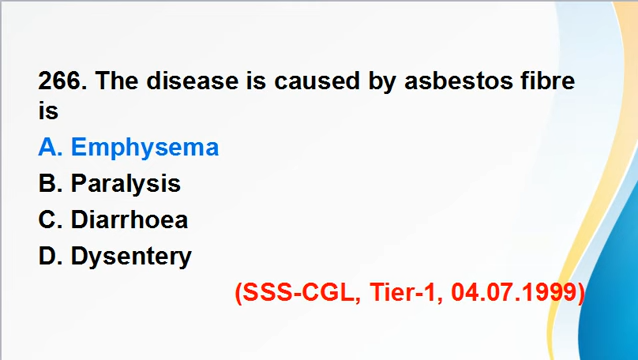 266. The disease is caused by asbestos fibre
is
A. Emphysema
B. Paralysis
C. Diarrhoea
D. Dysentery
(SSS-CGL, Tier-1, 04.07.1999)